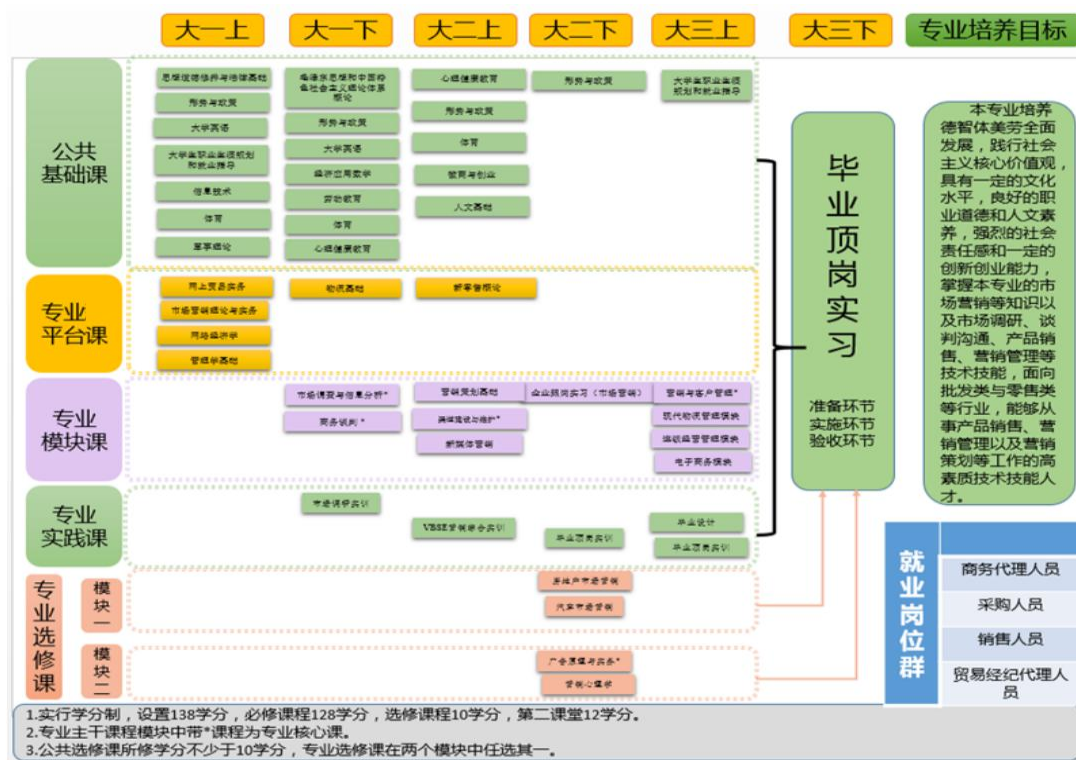 大一上
大一下
大二上
大二下
大三上
大三下
专业培养目标
公共
基础课
思想道德修养与法律基础
形势与政策
大学英语
大学生职业生涯规划
和就业指导
信息技术
体育
军事理论
毛泽东思想和中国特
色社会主义理论体系
概论
形势与政策
大学英语
经济应用数学
劳动教育
体育
心理健康教育
心理健康教育
形势与政策
体育
创商与创业
人文基础
形势与政策
大学生职业生涯
规划和就业指导
专业
平台课
网上贸易实务
市场营销理论与实务
网络经济学
管理学基础
物流基础
新零售概论
专业
模块课
市场调查与信息分析*
商务谈判*
营销策划基础
渠道建设与维护*
新媒体营销
企业跟岗实习（市场营销）
营销与客户管理*
现代物流管理模块
连锁经营管理模块
电子商务模块
专业
实践课
市场调研实训
VBSE营销综合实训
毕业顶岗实训
毕业设计
毕业顶岗实训
专业选修课
模块一
房地产市场营销
汽车市场营销
模块二
广告原理与实务*
营销心理学
毕业顶岗实习
准备环节
实施环节
验收环节
本专业培养
德智体美劳全面
发展，践行社会
主义核心价值观，
具有一定的文化
水平，良好的职
业道德和人文素
养，强烈的社会
责任感和一定的
创新创业能力，
掌握本专业的市
场营销等知识以
及市场调研、谈
判沟通、产品销
售、营销管理等
技术技能，面向
批发类与零售类
等行业，能够从
事产品销售、营
销管理以及营销
策划等工作的高
素质技术技能人
才。
就业岗位群
商务代理人员
采购人员
销售人员
贸易经纪代理人
员
1.实行学分制，设置138学分，必修课程128学分，选修课程10学分，第二课堂12学分。
2.专业主干课程模块中带*课程为专业核心课。
3.公共选修课所修学分不少于10学分，专业选修课在两个模块中任选其一。